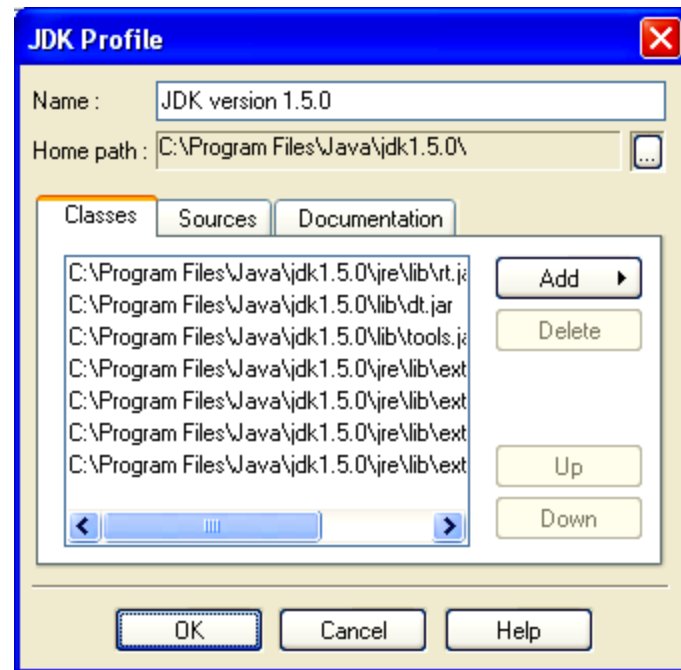 JDK Profile
Name : JDK version 1.5.0
Home path : C:\Program Files\Java\jdk1.5.0\ ...
Classes Sources Documentation
C:\Program Files\Java\jdk1.5.0\jre\lib\rt.ja
C:\Program Files\Java\jdk1.5.0\lib\dt.jar
C:\Program Files\Java\jdk1.5.0\lib\tools.ja
C:\Program Files\Java\jdk1.5.0\jre\lib\ext
C:\Program Files\Java\jdk1.5.0\jre\lib\ext
C:\Program Files\Java\jdk1.5.0\jre\lib\ext
C:\Program Files\Java\jdk1.5.0\jre\lib\ext
Add
Delete
Up
Down
OK Cancel Help